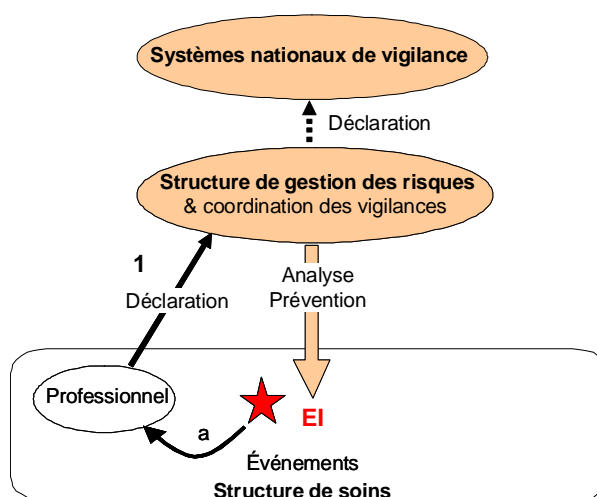 Systèmes nationaux de vigilance
Déclaration
Structure de gestion des risques
& coordination des vigilances
1
Déclaration
Analyse
Prévention
Professionnel
a
EI
Événements
Structure de soins